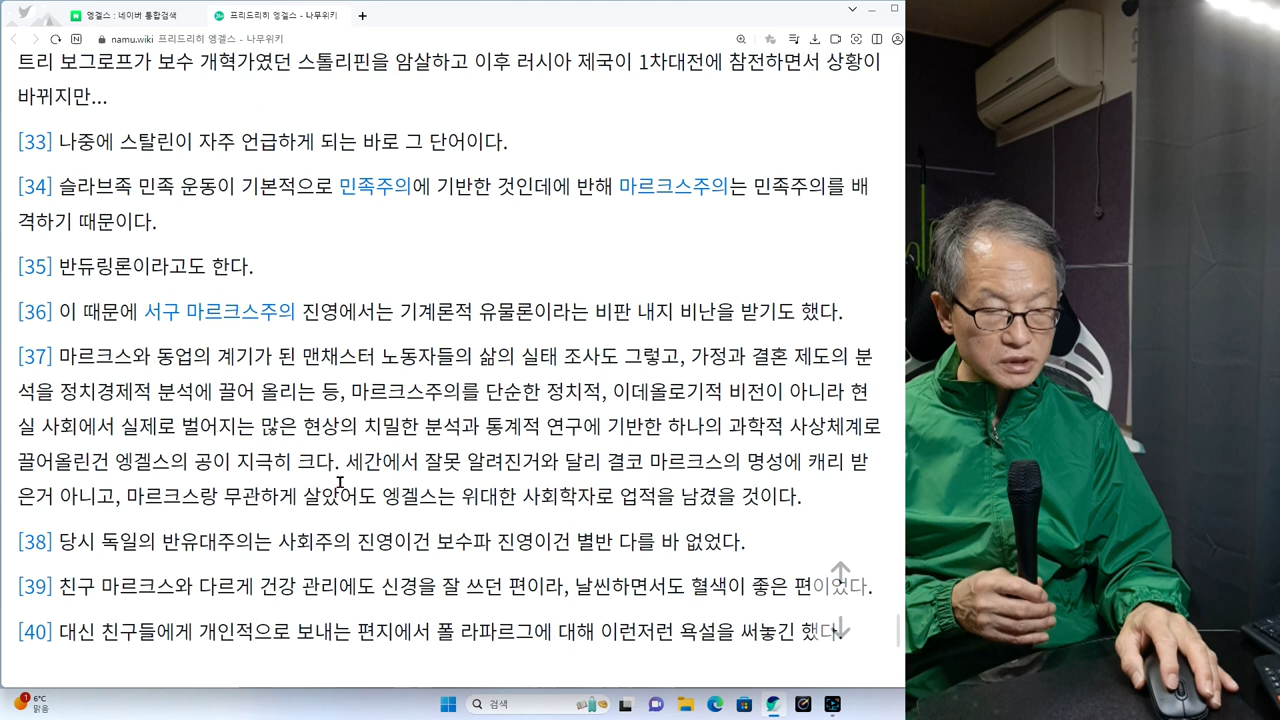 엥겔스 : 네이버 통합검색
프리드리히 엥겔스 - 나무위키
namu.wiki 프리드리히 엥겔스 - 나무위키
트리 보그로프가 보수 개혁가였던 스톨리핀을 암살하고 이후 러시아 제국이 1차대전에 참전하면서 상황이
바뀌지만...
[33] 나중에 스탈린이 자주 언급하게 되는 바로 그 단어이다.
[34] 슬라브족 민족 운동이 기본적으로 민족주의에 기반한 것인데에 반해 마르크스주의는 민족주의를 배
격하기 때문이다.
[35] 반듀링론이라고도 한다.
[36] 이 때문에 서구 마르크스주의 진영에서는 기계론적 유물론이라는 비판 내지 비난을 받기도 했다.
[37] 마르크스와 동업의 계기가 된 맨채스터 노동자들의 삶의 실태 조사도 그렇고, 가정과 결혼 제도의 분
석을 정치경제적 분석에 끌어 올리는 등, 마르크스주의를 단순한 정치적, 이데올로기적 비전이 아니라 현
실 사회에서 실제로 벌어지는 많은 현상의 치밀한 분석과 통계적 연구에 기반한 하나의 과학적 사상체계로
끌어올린건 엥겔스의 공이 지극히 크다. 세간에서 잘못 알려진거와 달리 결코 마르크스의 명성에 캐리 받
은거 아니고, 마르크스랑 무관하게 살았어도 엥겔스는 위대한 사회학자로 업적을 남겼을 것이다.
[38] 당시 독일의 반유대주의는 사회주의 진영이건 보수파 진영이건 별반 다를 바 없었다.
[39] 친구 마르크스와 다르게 건강 관리에도 신경을 잘 쓰던 편이라, 날씬하면서도 혈색이 좋은 편이었다.
[40] 대신 친구들에게 개인적으로 보내는 편지에서 폴 라파르그에 대해 이런저런 욕설을 써놓긴 했다.
1
6°C
맑음
검색